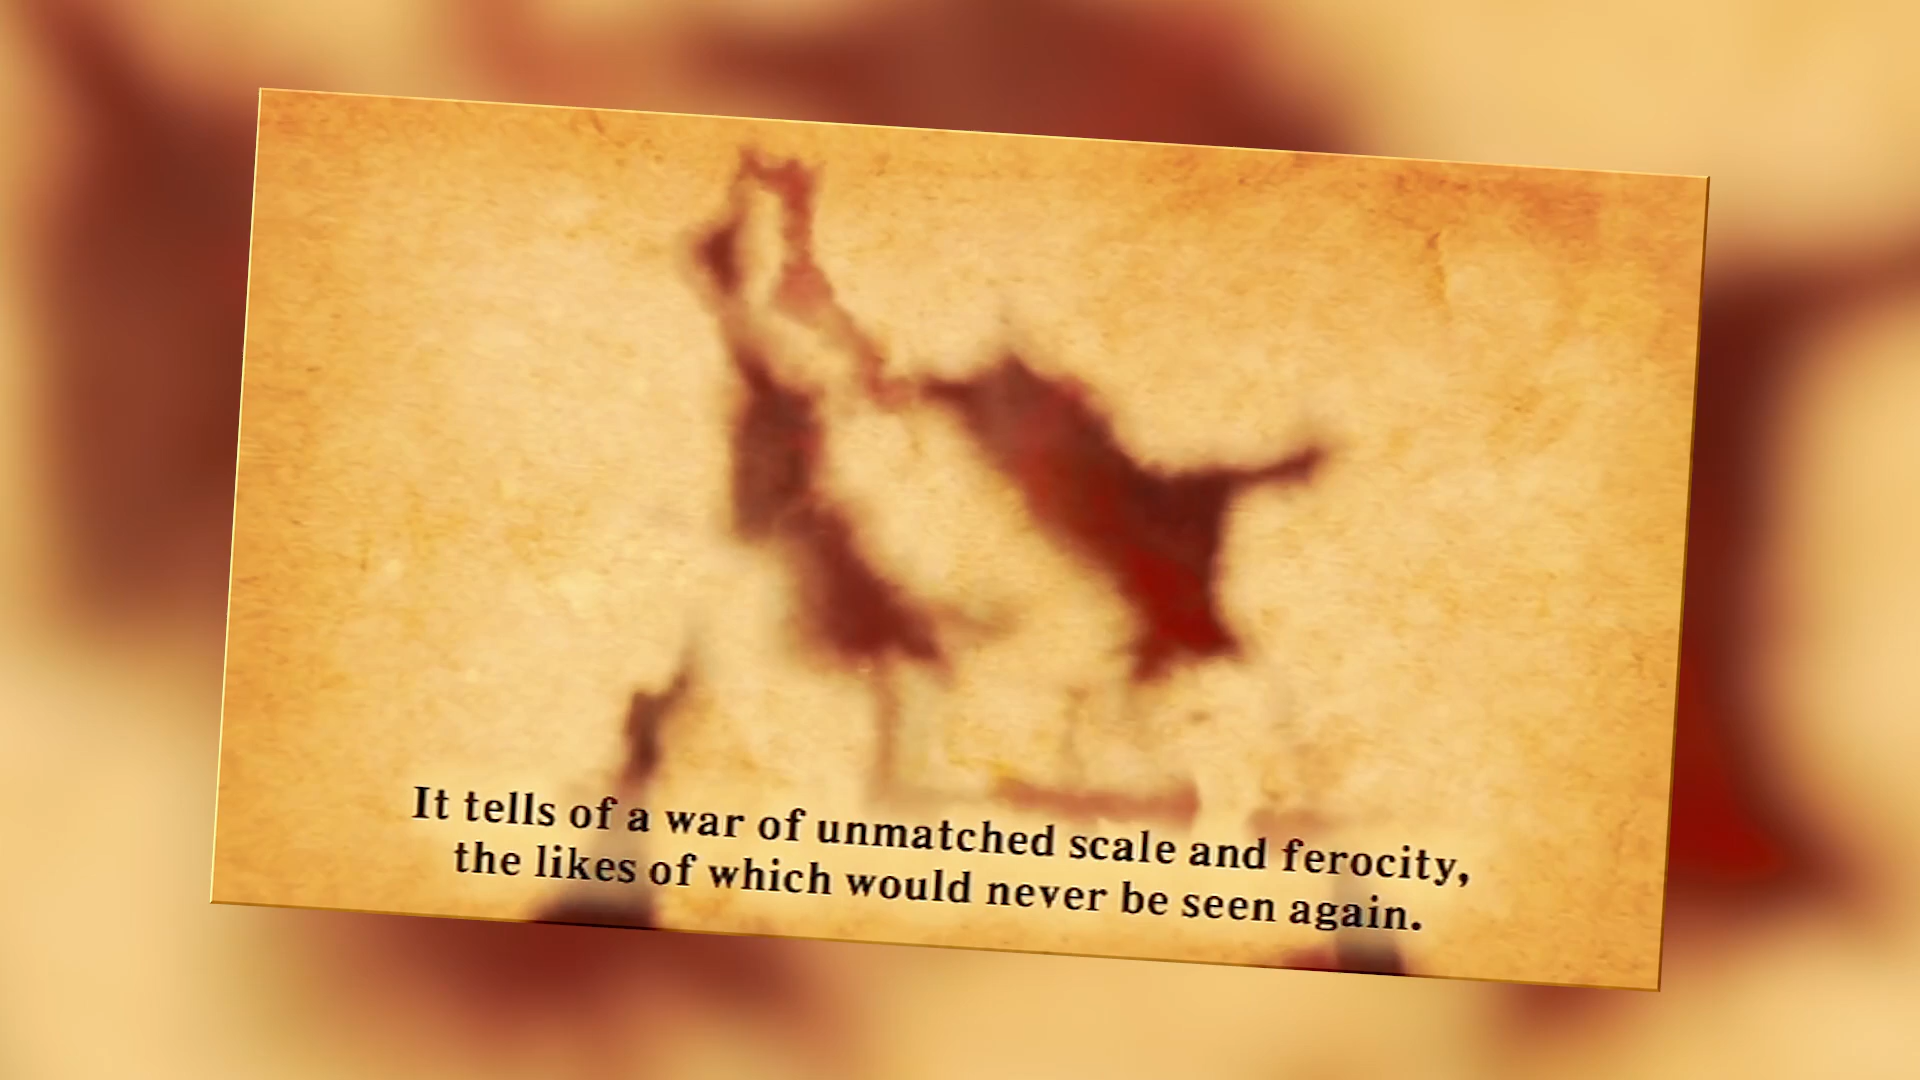 It tells of a war of unmatched scale and ferocity,
the likes of which would never be seen again.